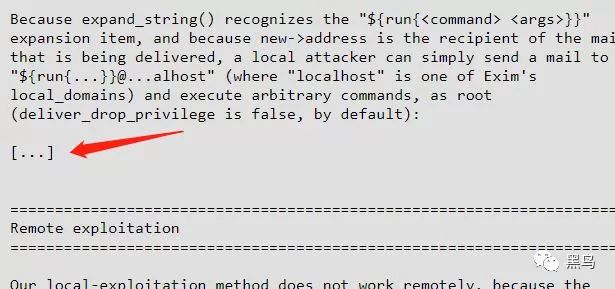 Because expand_string() recognizes the "${run{<command> <args>}}"
expansion item, and because new->address is the recipient of the mai
that is being delivered, a local attacker can simply send a mail to
"${run{...}}@...alhost" (where "localhost" is one of Exim's
local_domains) and execute arbitrary commands, as root
(deliver_drop_privilege is false, by default):
[...]
========================================================================
Remote exploitation
========================================================================
Our local-exploitation method does not work remotely, because the
黑鸟